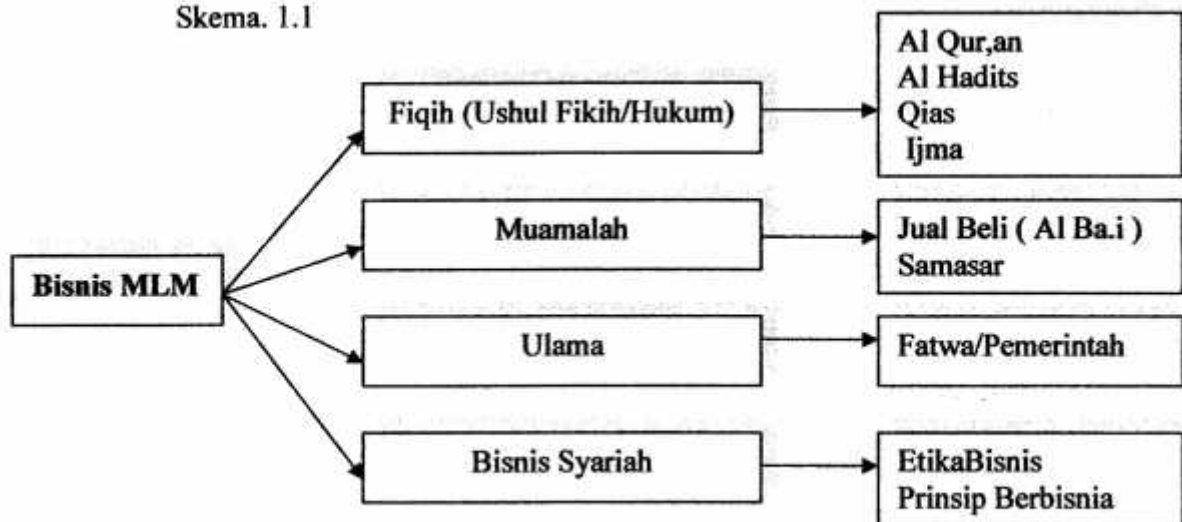 Skema. 1.1
Al Qur,an
Al Hadits
Qias
Ijma
Fiqih (Ushul Fikih/Hukum)
Muamalah
Jual Beli ( Al Ba.i )
Samasar
Bisnis MLM
Ulama
Fatwa/Pemerintah
Bisnis Syariah
EtikaBisnis
Prinsip Berbisnia